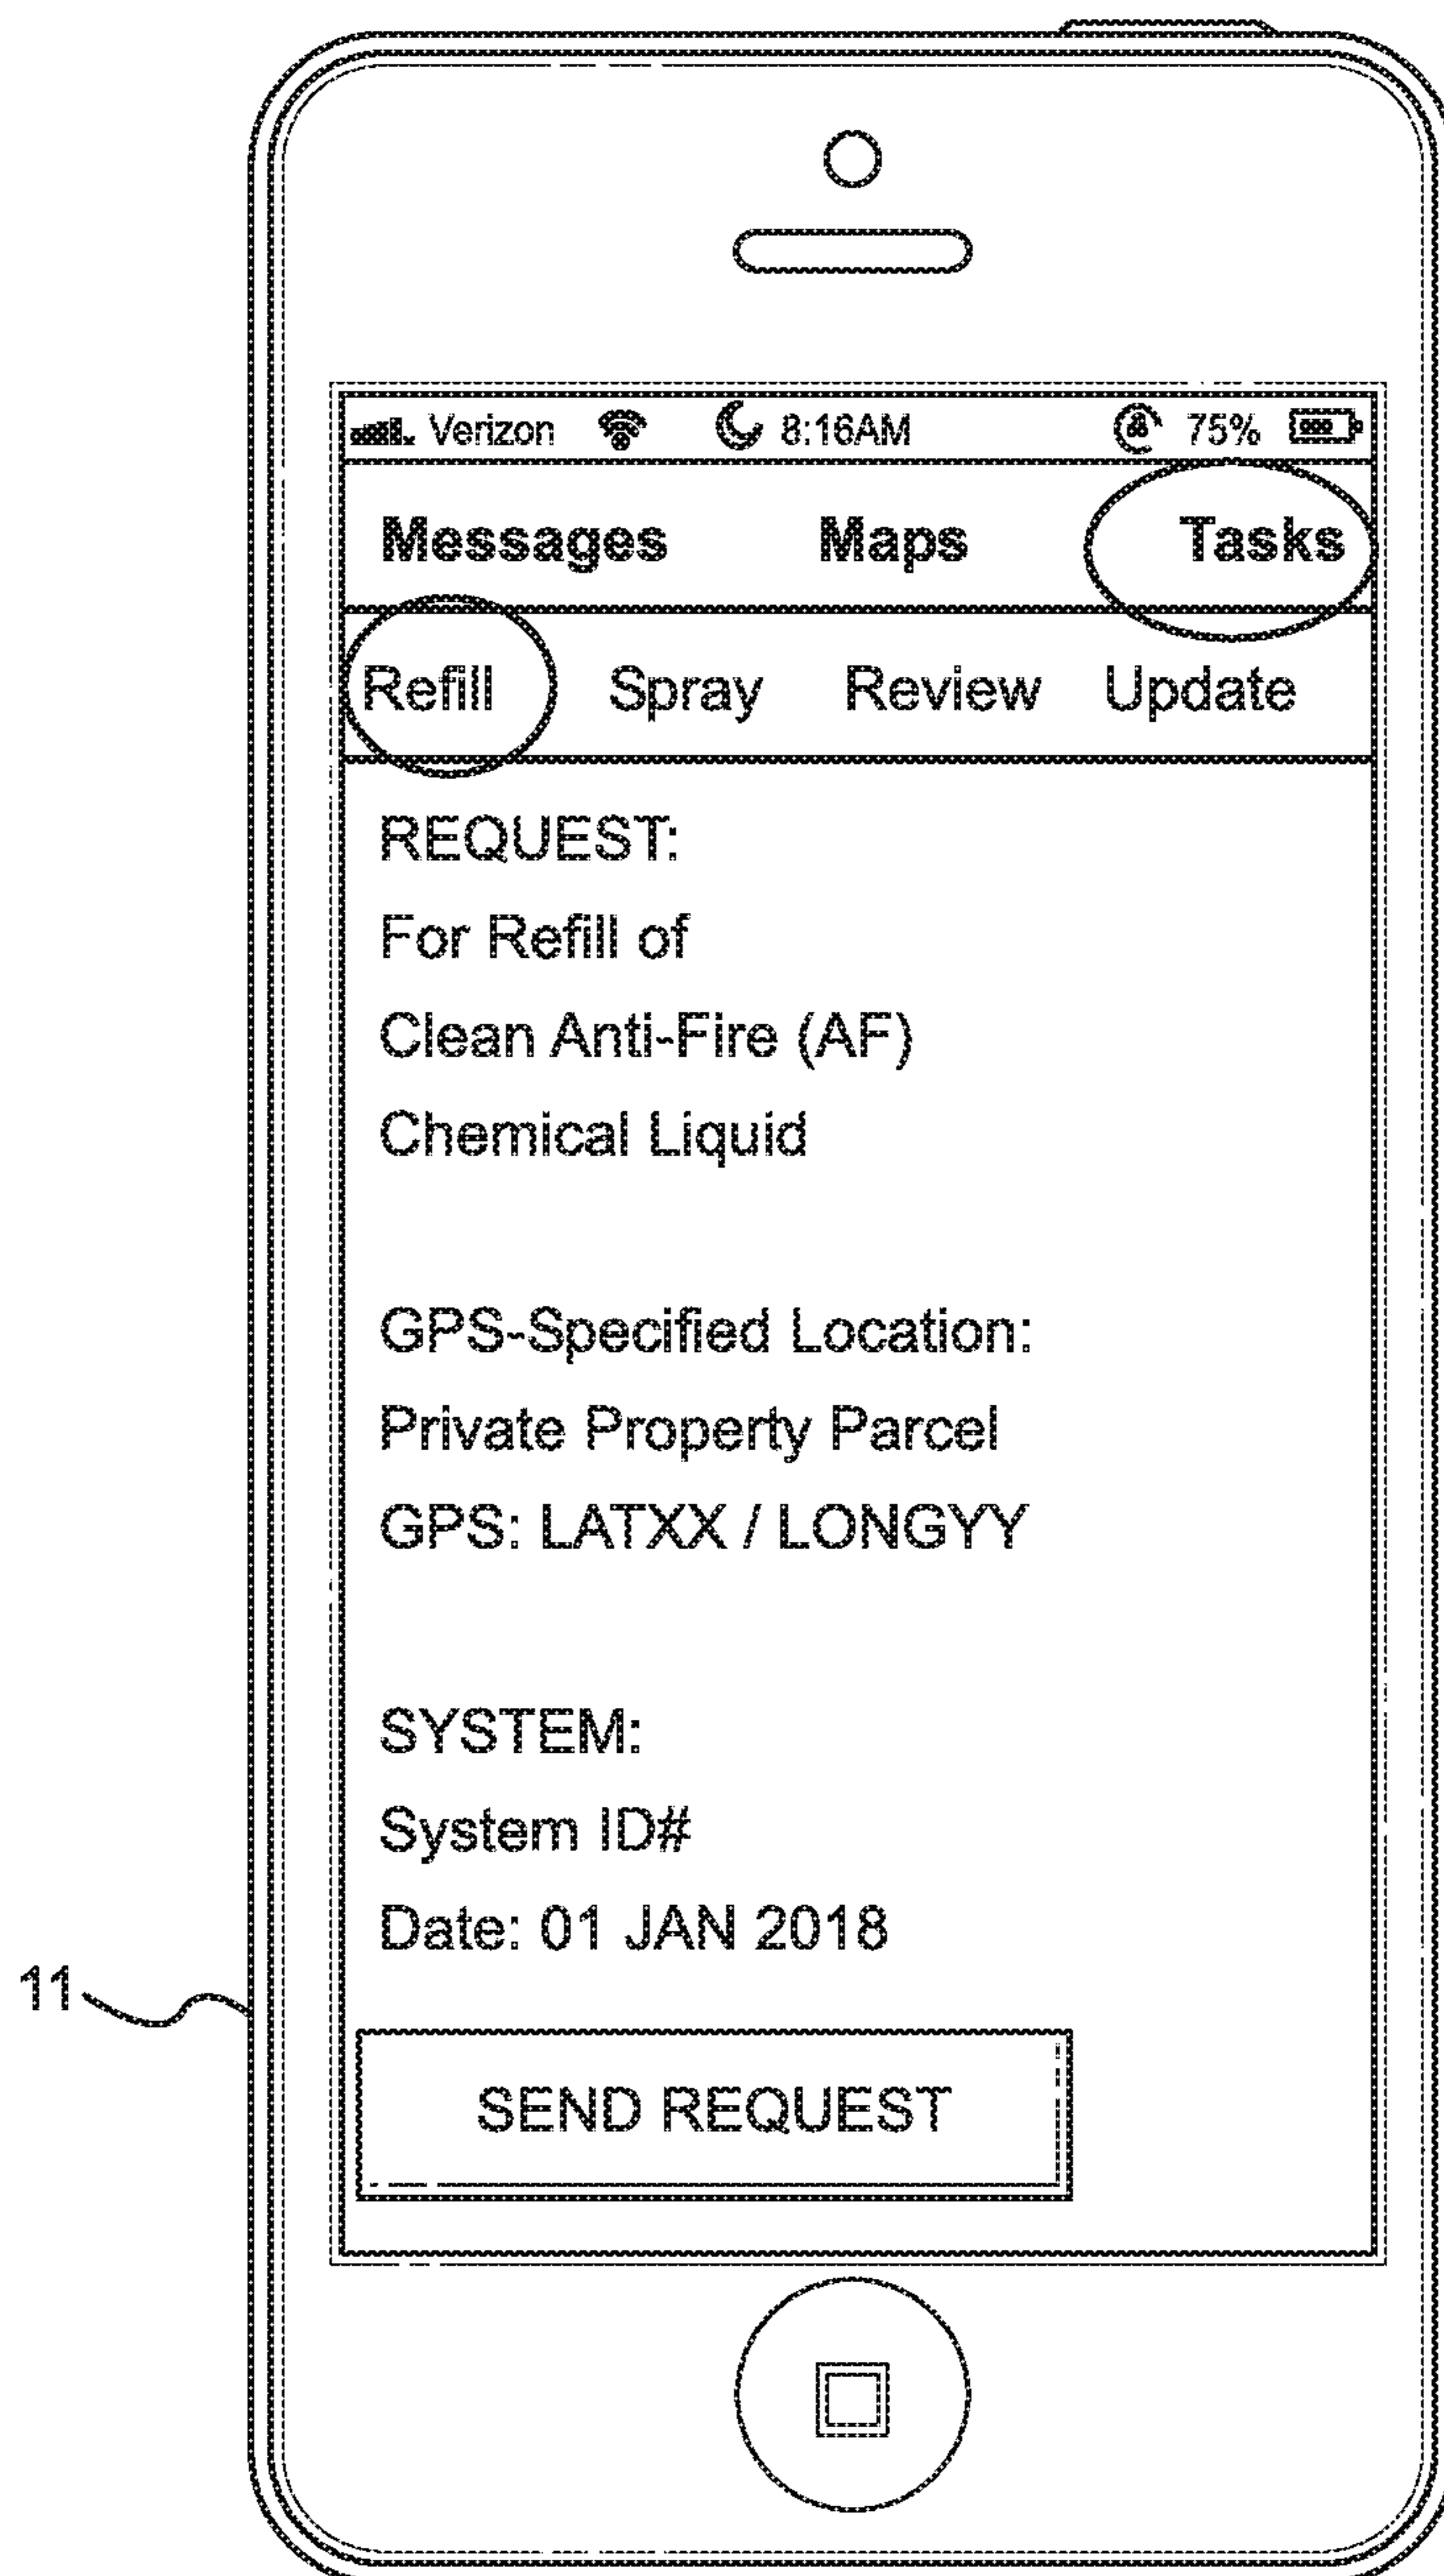 Verizon 8:16AM 75%
Messages Maps Tasks
Refill Spray Review Update
REQUEST:
For Refill of
Clean Anti-Fire (AF)
Chemical Liquid
GPS-Specified Location:
Private Property Parcel
GPS: LATXX / LONGYY
SYSTEM:
System ID#
Date: 01 JAN 2018
11
SEND REQUEST